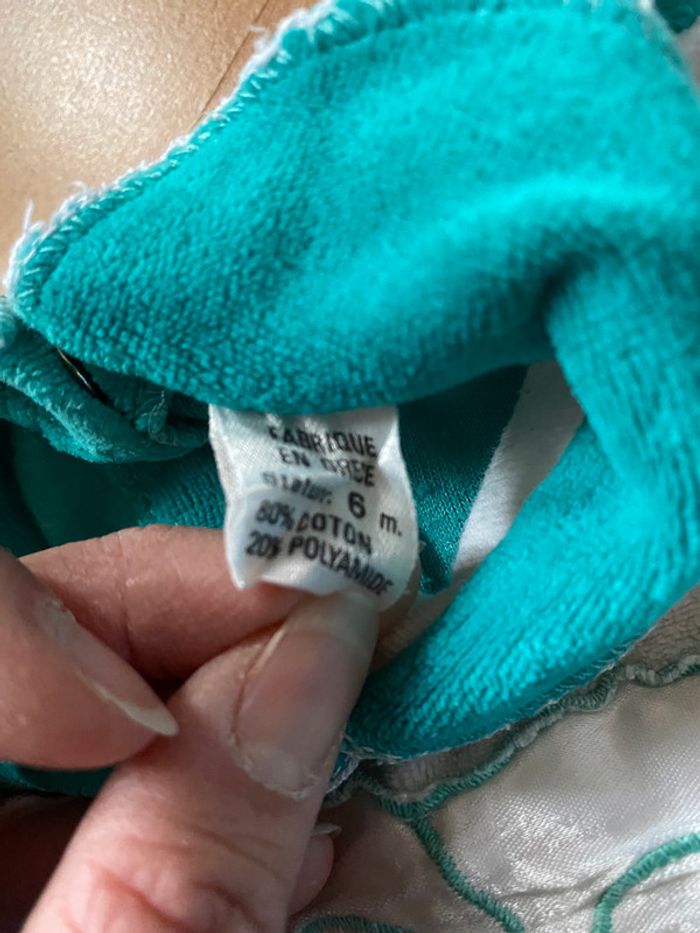 FABRIQUE
EN GRECE
6 m.
80% COTON
20% POLYAMIDE